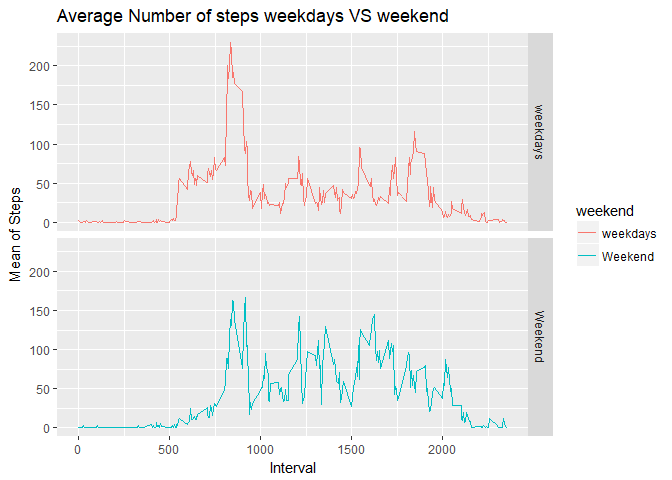 Average Number of steps weekdays VS weekend
Mean of Steps
200
150
100
50
0
weekdays
200
150
100
50
0
Weekend
0 500 1000 1500 2000
Interval
weekend
weekdays
Weekend